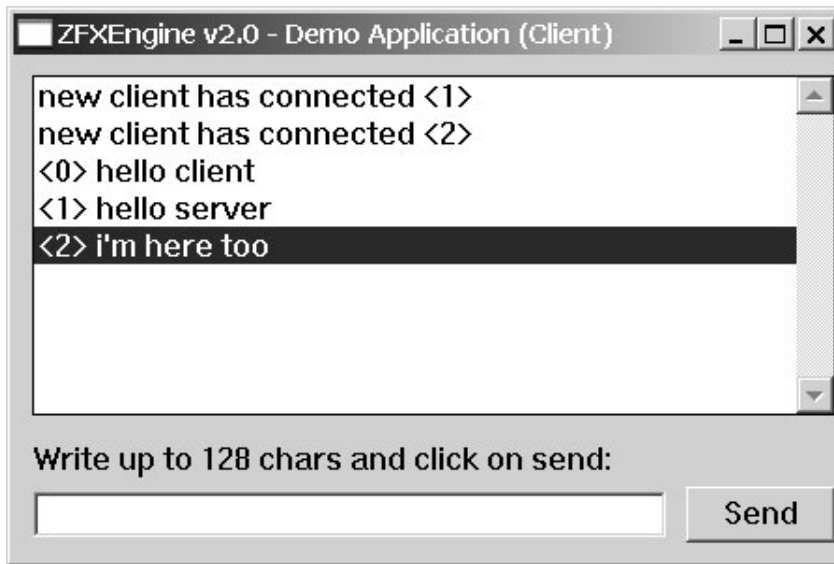 ZFXEngine v2.0 - Demo Application (Client)
new client has connected <1>
new client has connected <2>
<0> hello client
<1> hello server
<2> i'm here too
Write up to 128 chars and click on send:
Send